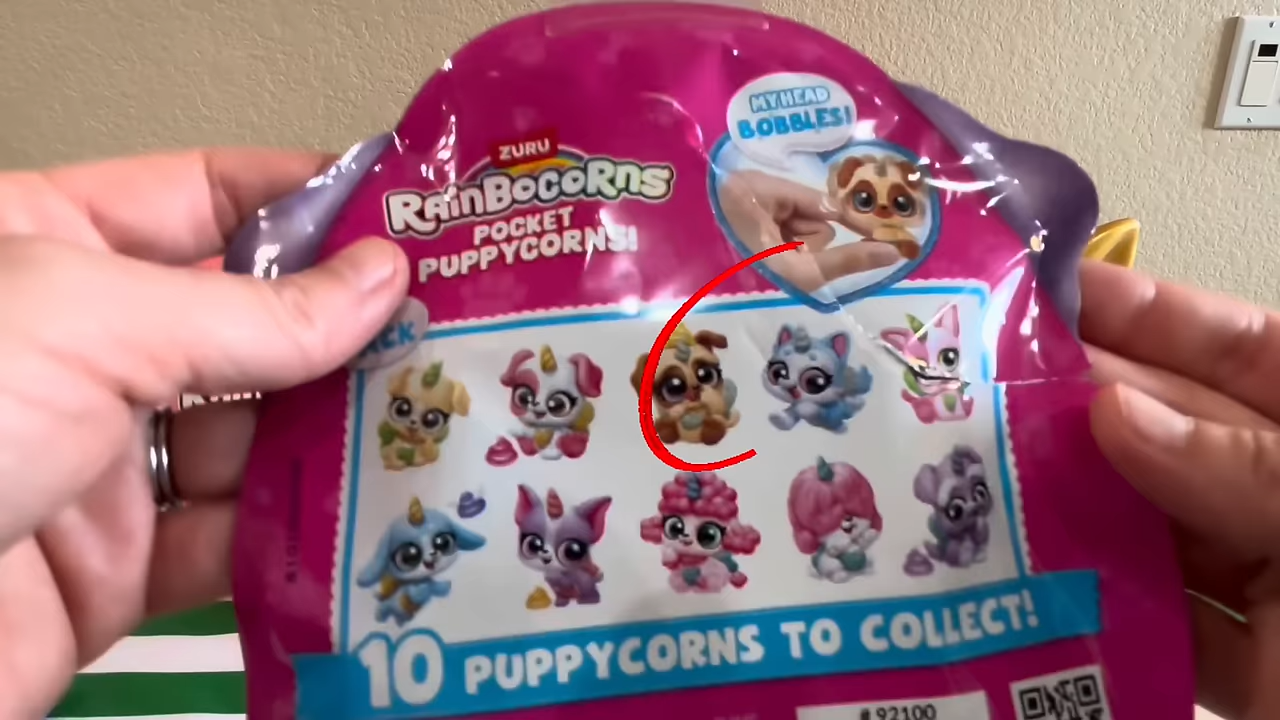 MY HEAD
BOBBLES!
ZURU
RAINBOCORNS
POCKET
PUPPYCORNS!
10 PUPPYCORNS TO COLLECT!
# 92100